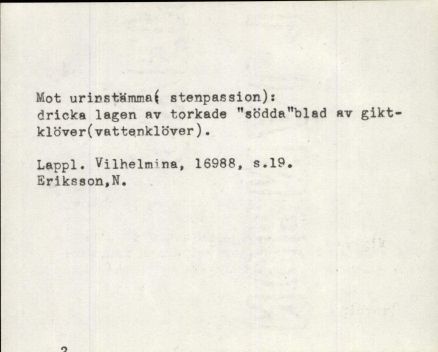 Mot urinstämma( stenpassion):
dricka lagen av torkade "södda"blad av gikt-
klöver(vattenklöver).
Lappl. Vilhelmina, 16988, s.19.
Eriksson,N.